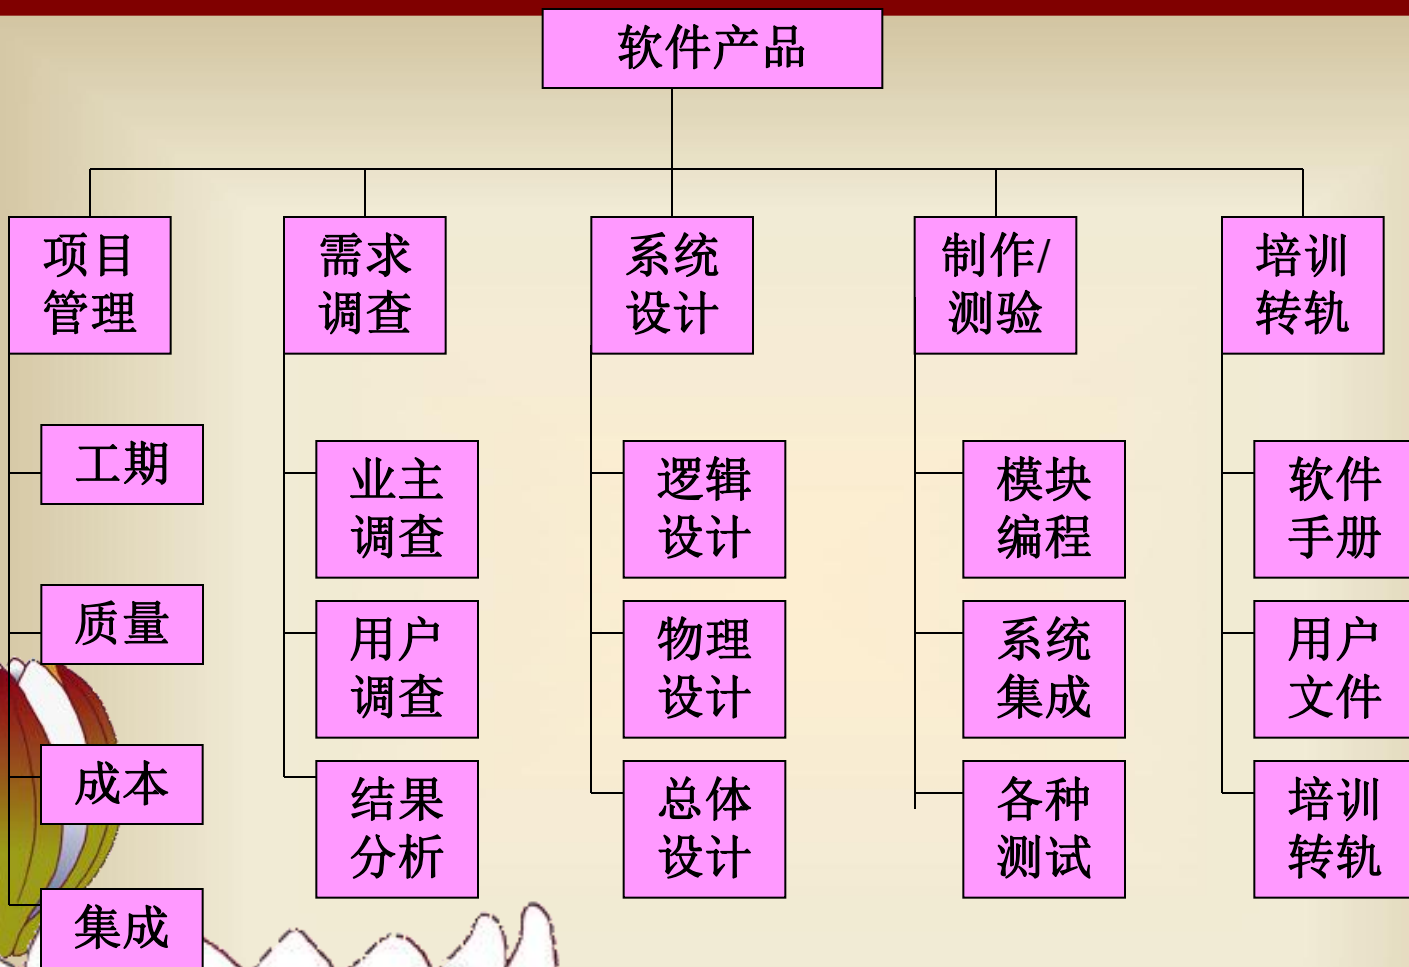 软件产品
项目
管理
需求
调查
系统
设计
制作/
测验
培训
转轨
工期
质量
成本
集成
业主
调查
用户
调查
结果
分析
逻辑
设计
物理
设计
总体
设计
模块
编程
系统
集成
各种
测试
软件
手册
用户
文件
培训
转轨